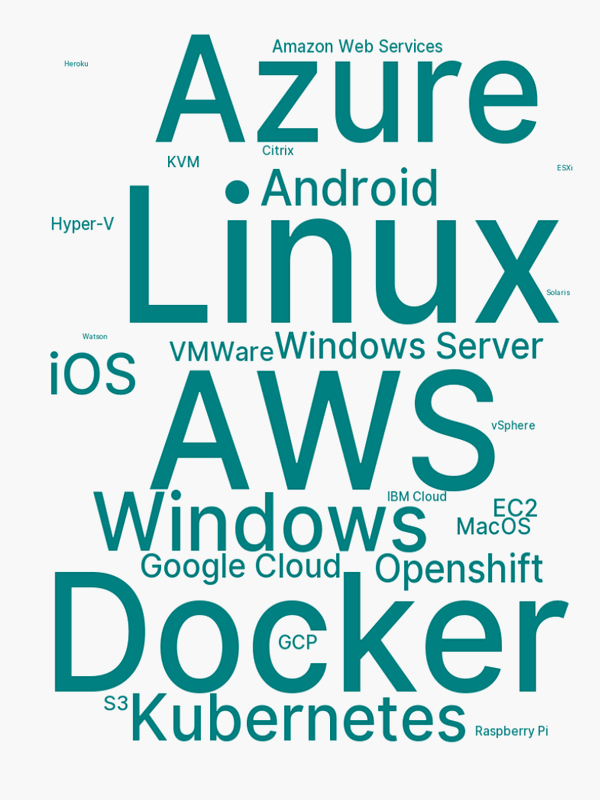 Amazon Web Services
Heroku
Azure
Citrix
KVM
ESXi
Android
Linux
Hyper-V
Solaris
Watson
Windows Server
VMWare
iOS
AWS
vSphere
IBM Cloud
EC2
Windows
MacOS
Google Cloud
Openshift
Docker
GCP
S3
Kubernetes
Raspberry Pi